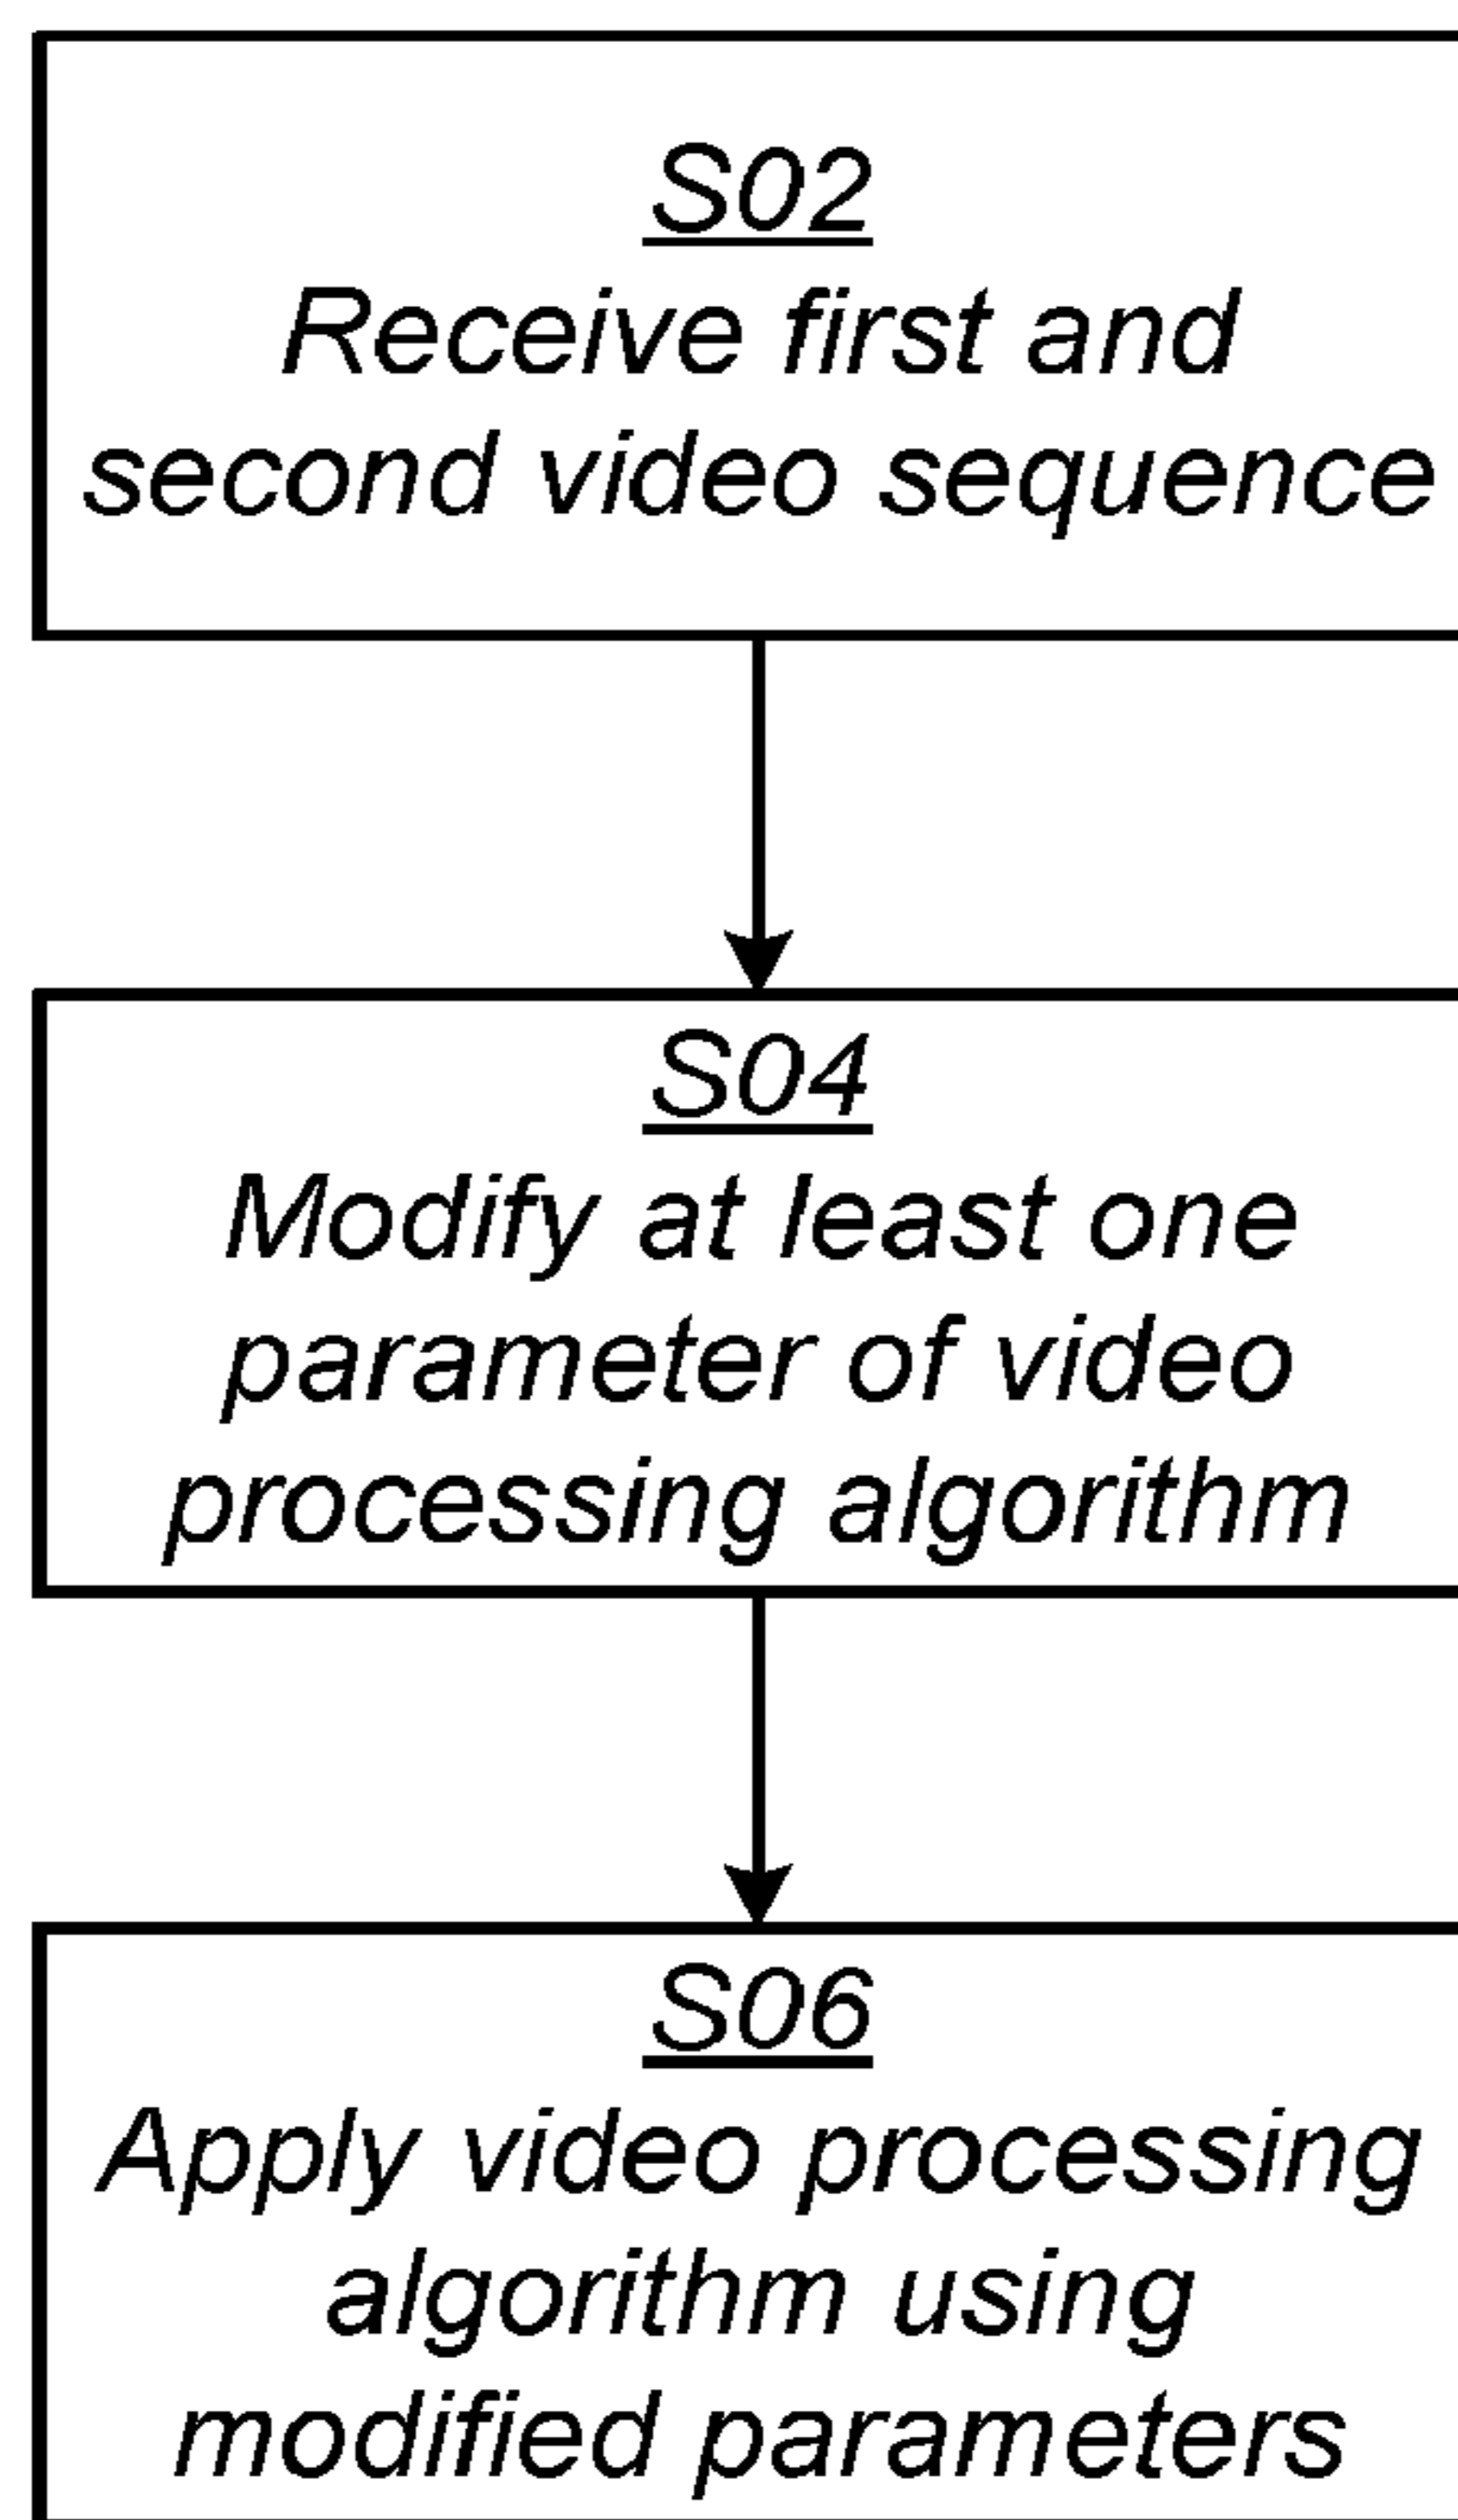 S02
Receive first and
second video sequence
S04
Modify at least one
parameter of video
processing algorithm
S06
Apply video processing
algorithm using
modified parameters